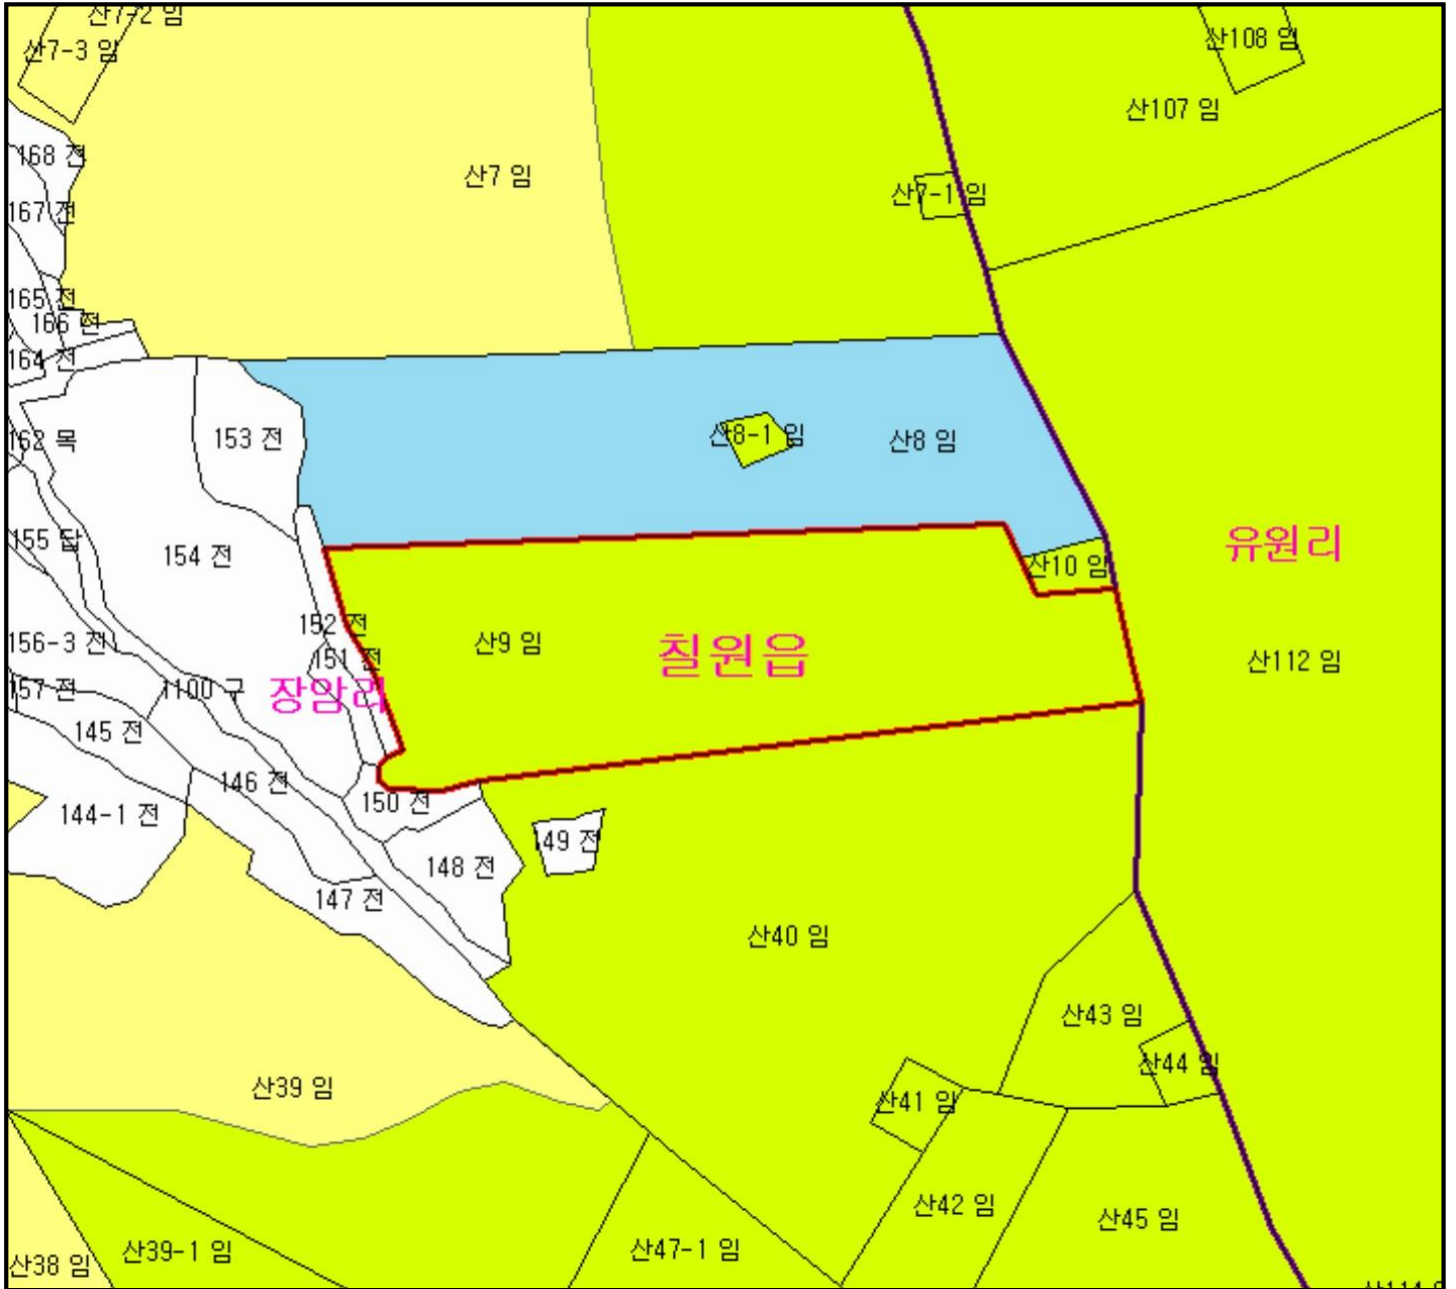 산7-2 임
산7-3 임
산108 임
산107 임
168 전
산7 임
산7-1 임
167 전
165 전
166 전
164 전
162 목
153 전
산8-1 임
산8 임
155 답
154 전
유원리
산10 임
152 전
156-3 전
산9 임
칠원읍
151 전
산112 임
157 전
1100 구
장암리
145 전
146 전
150 전
144-1 전
149 전
148 전
147 전
산40 임
산43 임
산44 임
산39 임
산41 임
산42 임
산45 임
산39-1 임
산47-1 임
산38 임